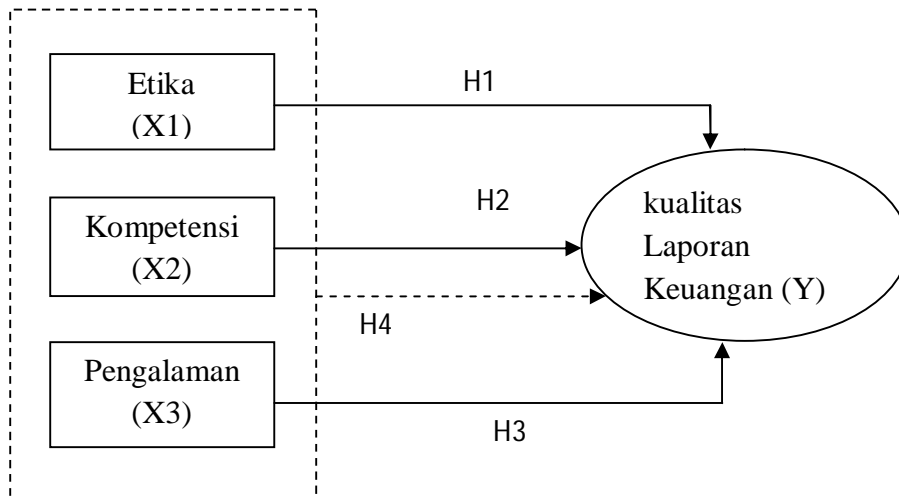 Etika
(X1)
H1
Kompetensi
(X2)
H2
kualitas
Laporan
Keuangan (Y)
H4
Pengalaman
(X3)
H3